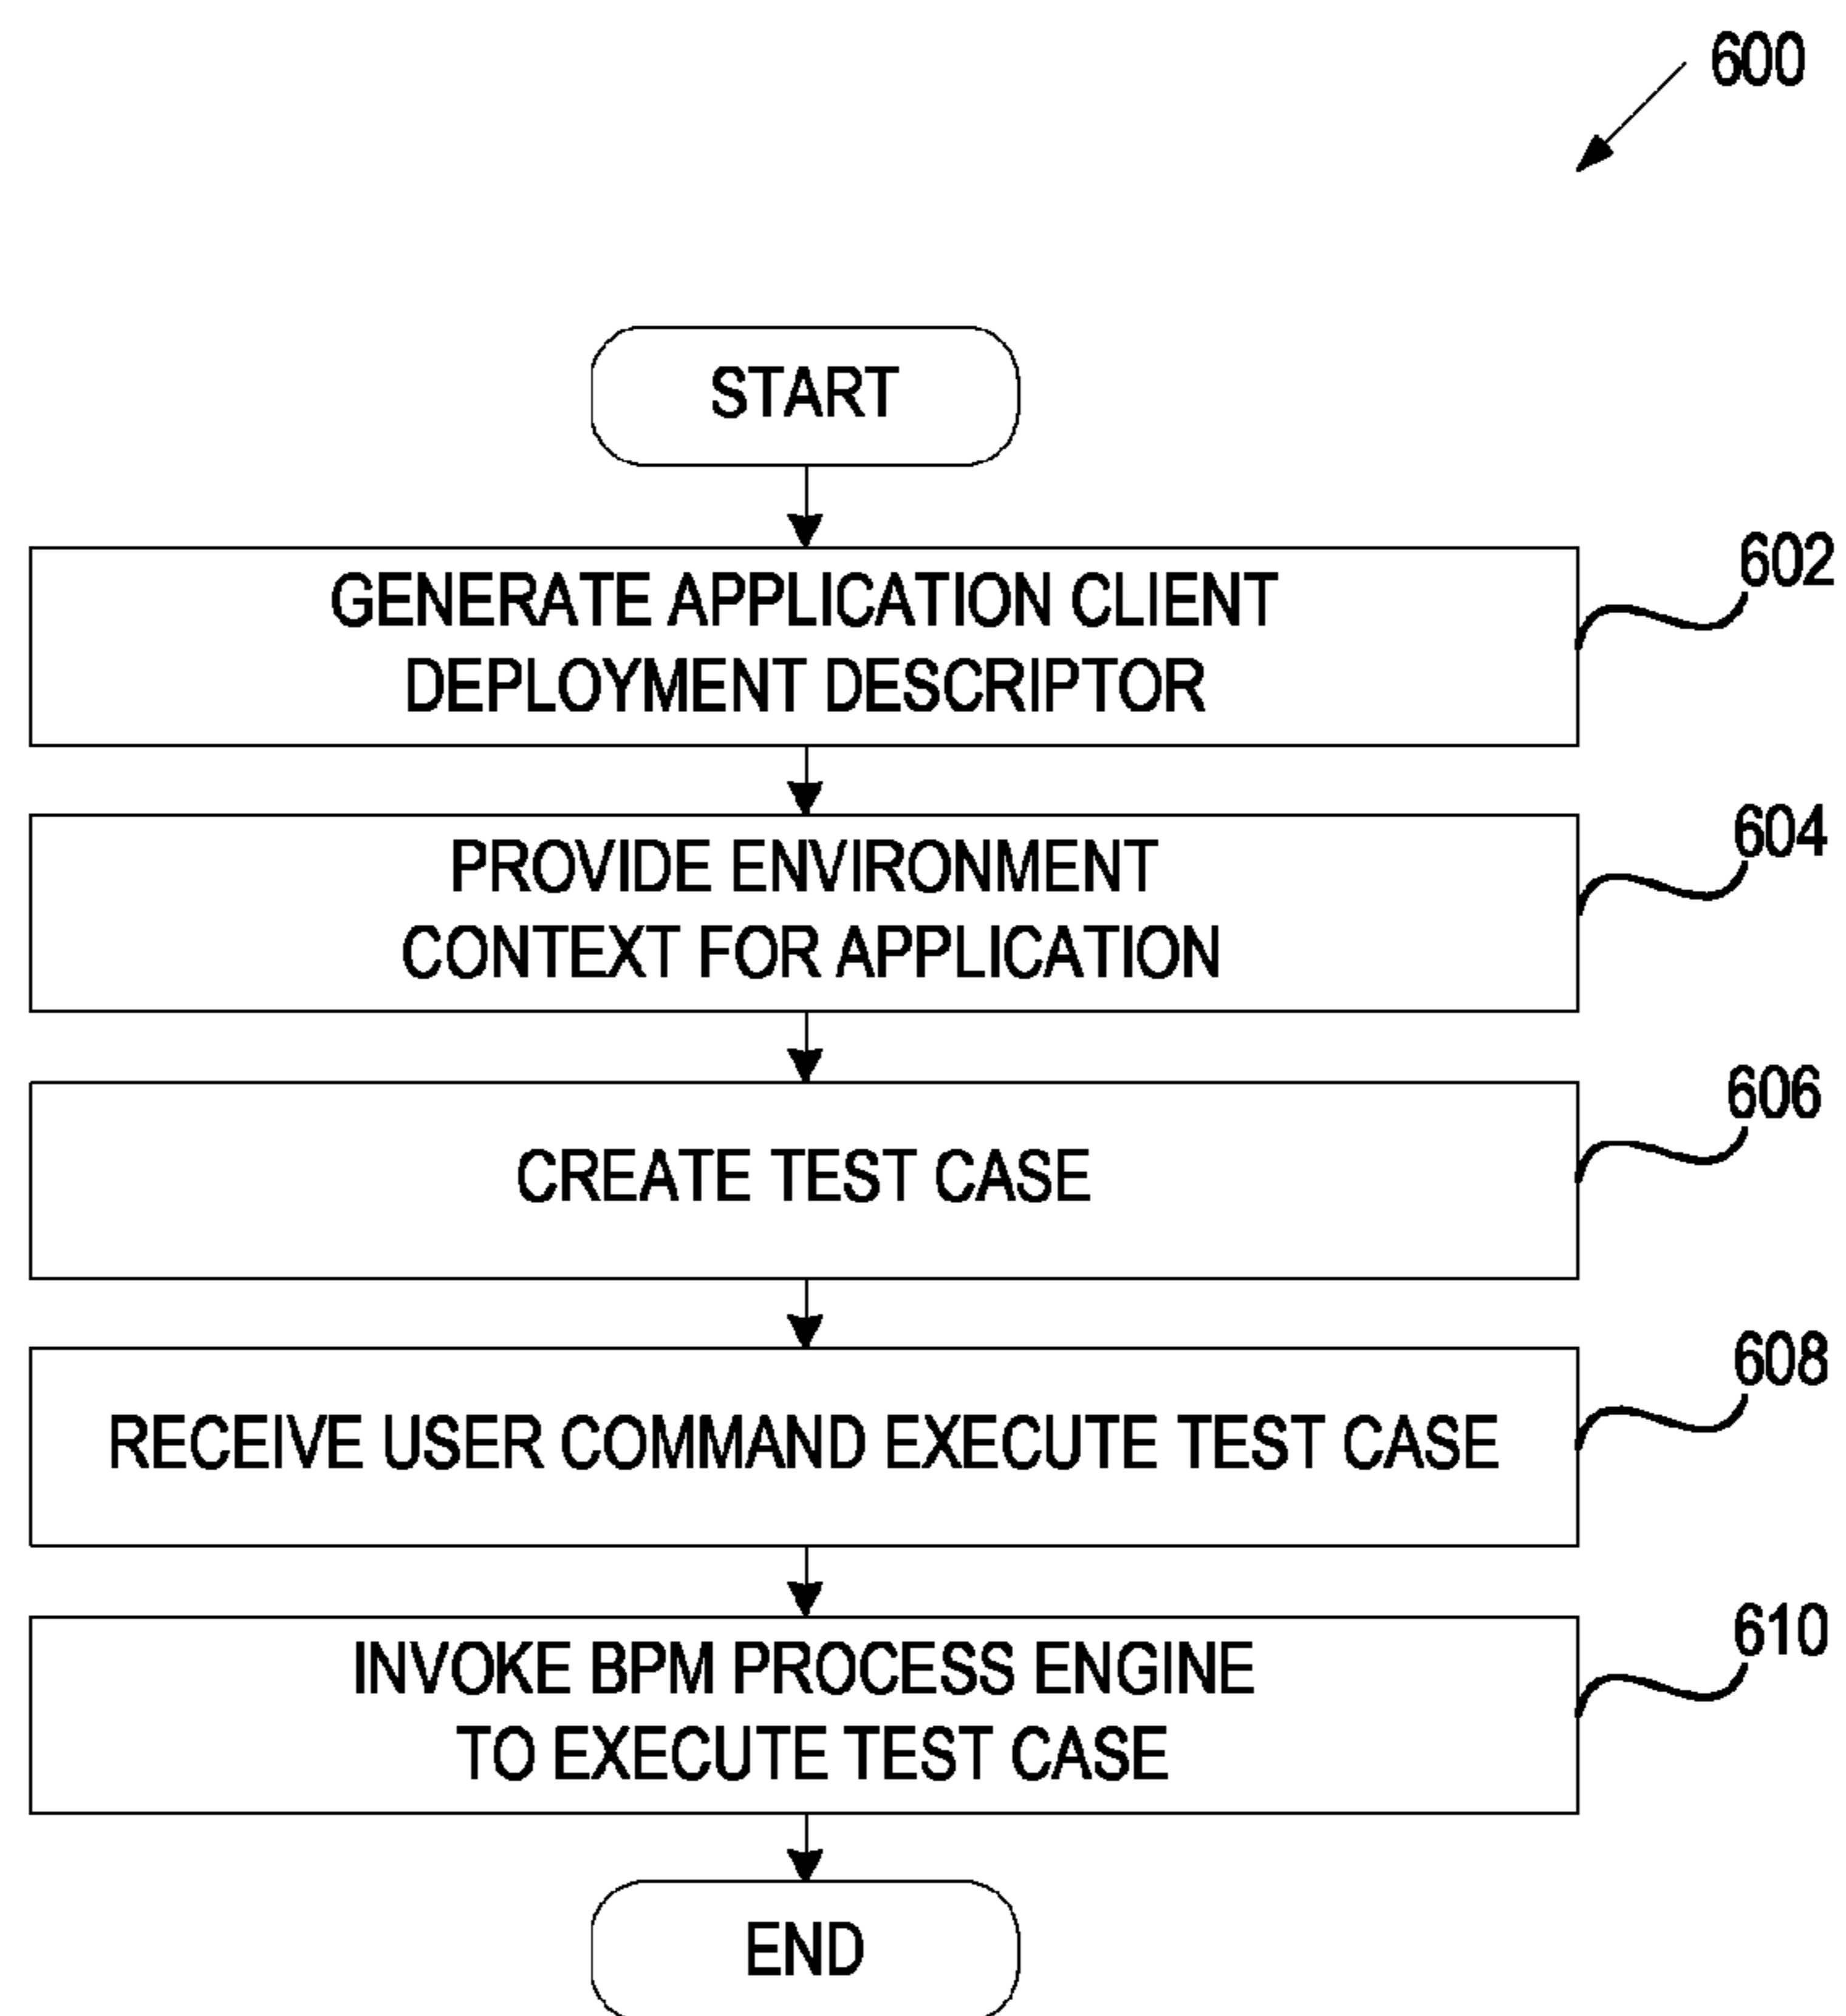 600
START
GENERATE APPLICATION CLIENT
DEPLOYMENT DESCRIPTOR
602
PROVIDE ENVIRONMENT
CONTEXT FOR APPLICATION
604
CREATE TEST CASE
606
RECEIVE USER COMMAND EXECUTE TEST CASE
608
INVOKE BPM PROCESS ENGINE
TO EXECUTE TEST CASE
610
END